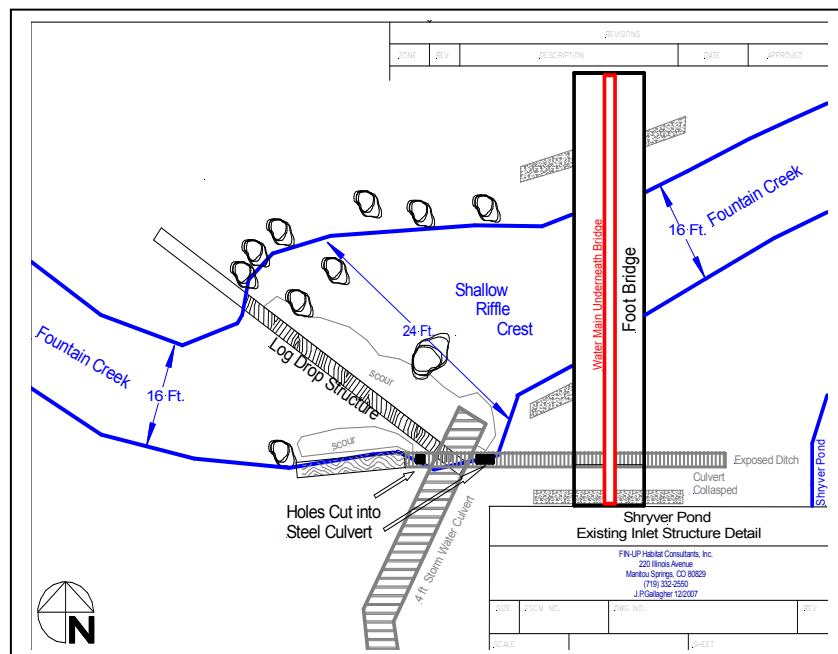 REVISIONS
ZONE REV DESCRIPTION DATE APPROVED
Fountain Creek
16 Ft.
Water Main Underneath Bridge
Foot Bridge
Shallow
Riffle
Crest
24 Ft.
Fountain Creek
16 Ft.
Log Drop Structure
scour
scour
Shryver Pond
Exposed Ditch
Culvert
Collasped
Holes Cut into
Steel Culvert
4 ft Storm Water Culvert
Shryver Pond
Existing Inlet Structure Detail
FIN-UP Habitat Consultants, Inc.
220 Illinois Avenue
Manitou Springs, CO 80829
(719) 332-2550
J.P.Gallagher 12/2007
SIZE FSCM NO. DWG NO. REV
SCALE SHEET
N